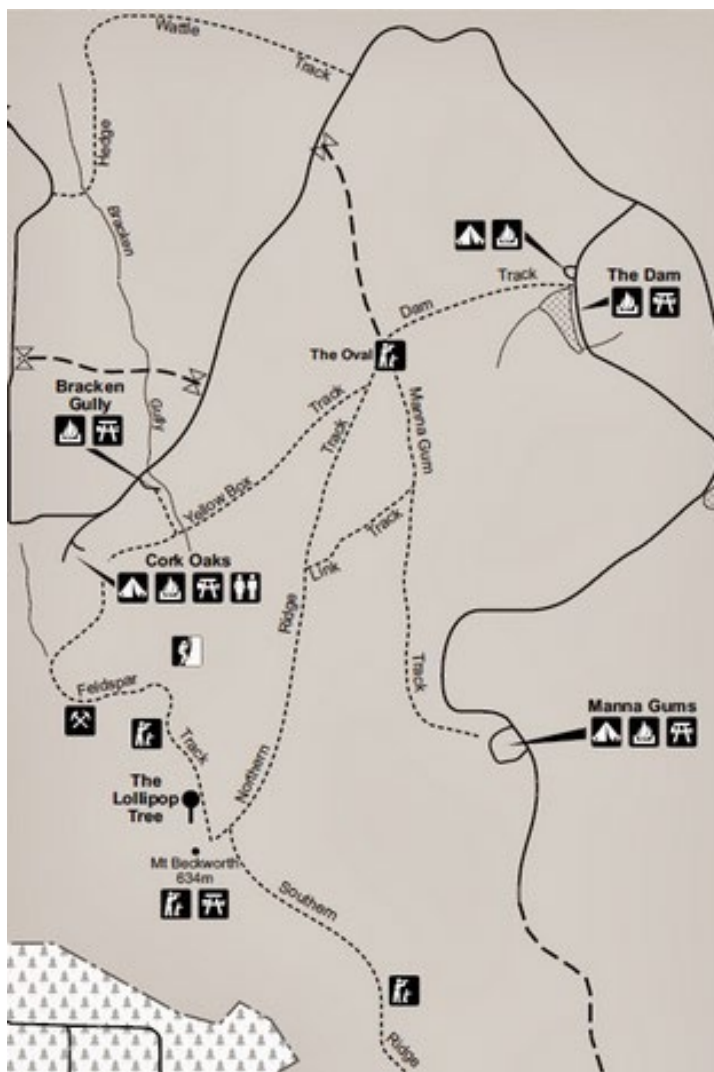 Wattle
Track
Hedge
Bracken
Gully
The Dam
Track
Dam
The Oval
Bracken
Gully
Track
Track
Manna Gum
Yellow Box
Track
Link
Cork Oaks
Ridge
Feldspar
Track
Track
Manna Gums
The
Lollipop
Tree
Northern
Mt Beckworth
634m
Southern
Ridge